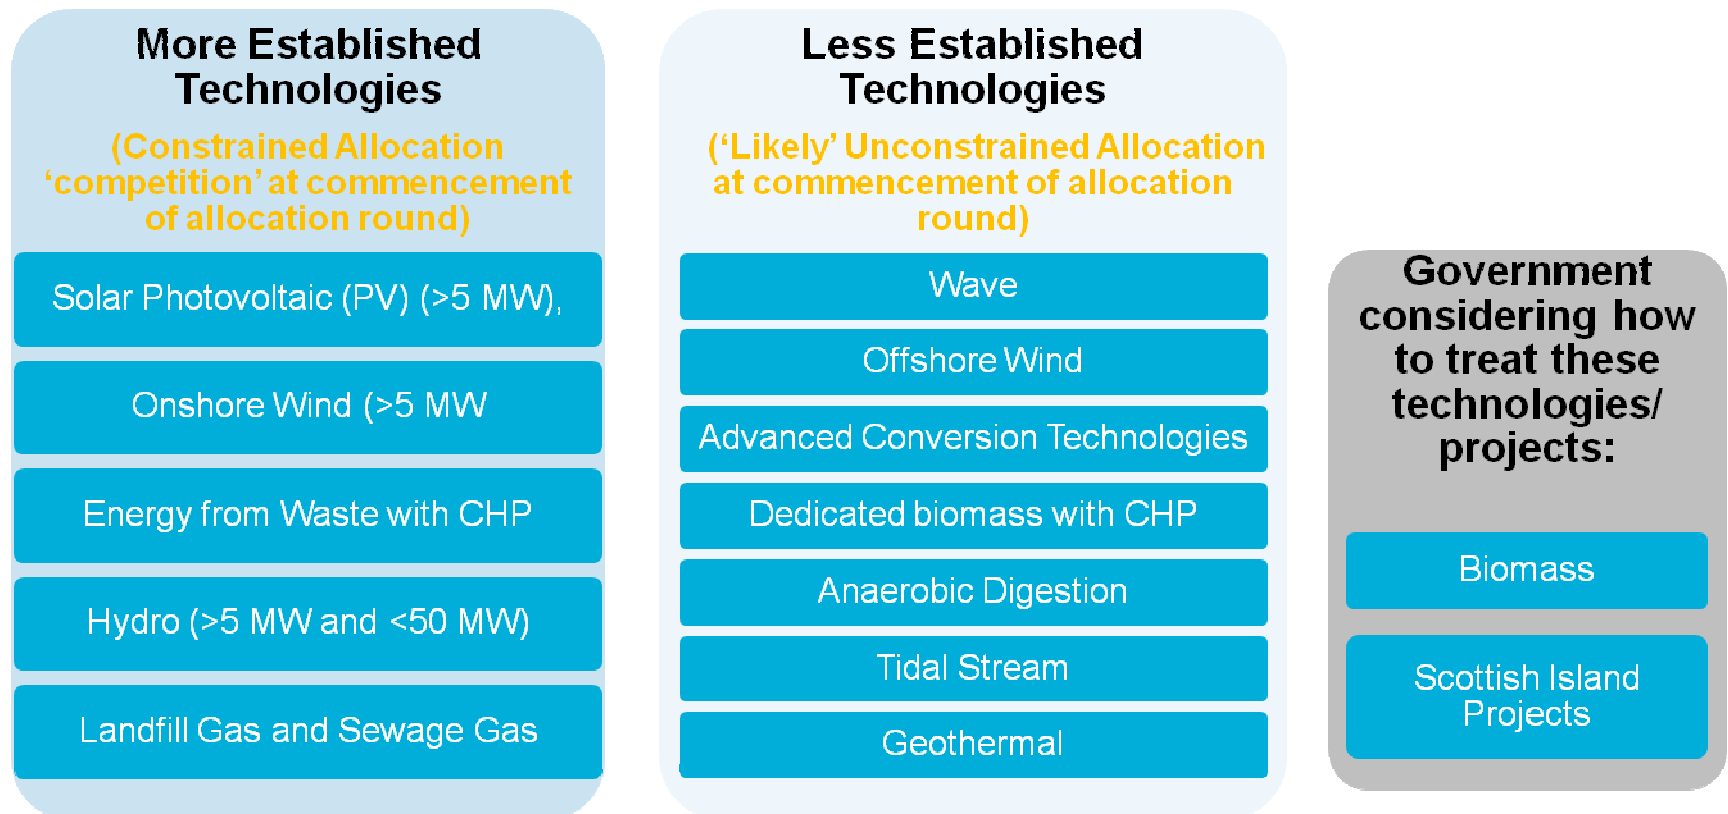 More Established
Technologies
(Constrained Allocation
‘competition’ at commencement
of allocation round)
Solar Photovoltaic (PV) (>5 MW),
Onshore Wind (>5 MW
Energy from Waste with CHP
Hydro (>5 MW and <50 MW)
Landfill Gas and Sewage Gas
Less Established
Technologies
(‘Likely’ Unconstrained Allocation
at commencement of allocation
round)
Wave
Offshore Wind
Advanced Conversion Technologies
Dedicated biomass with CHP
Anaerobic Digestion
Tidal Stream
Geothermal
Government
considering how
to treat these
technologies/
projects:
Biomass
Scottish Island
Projects